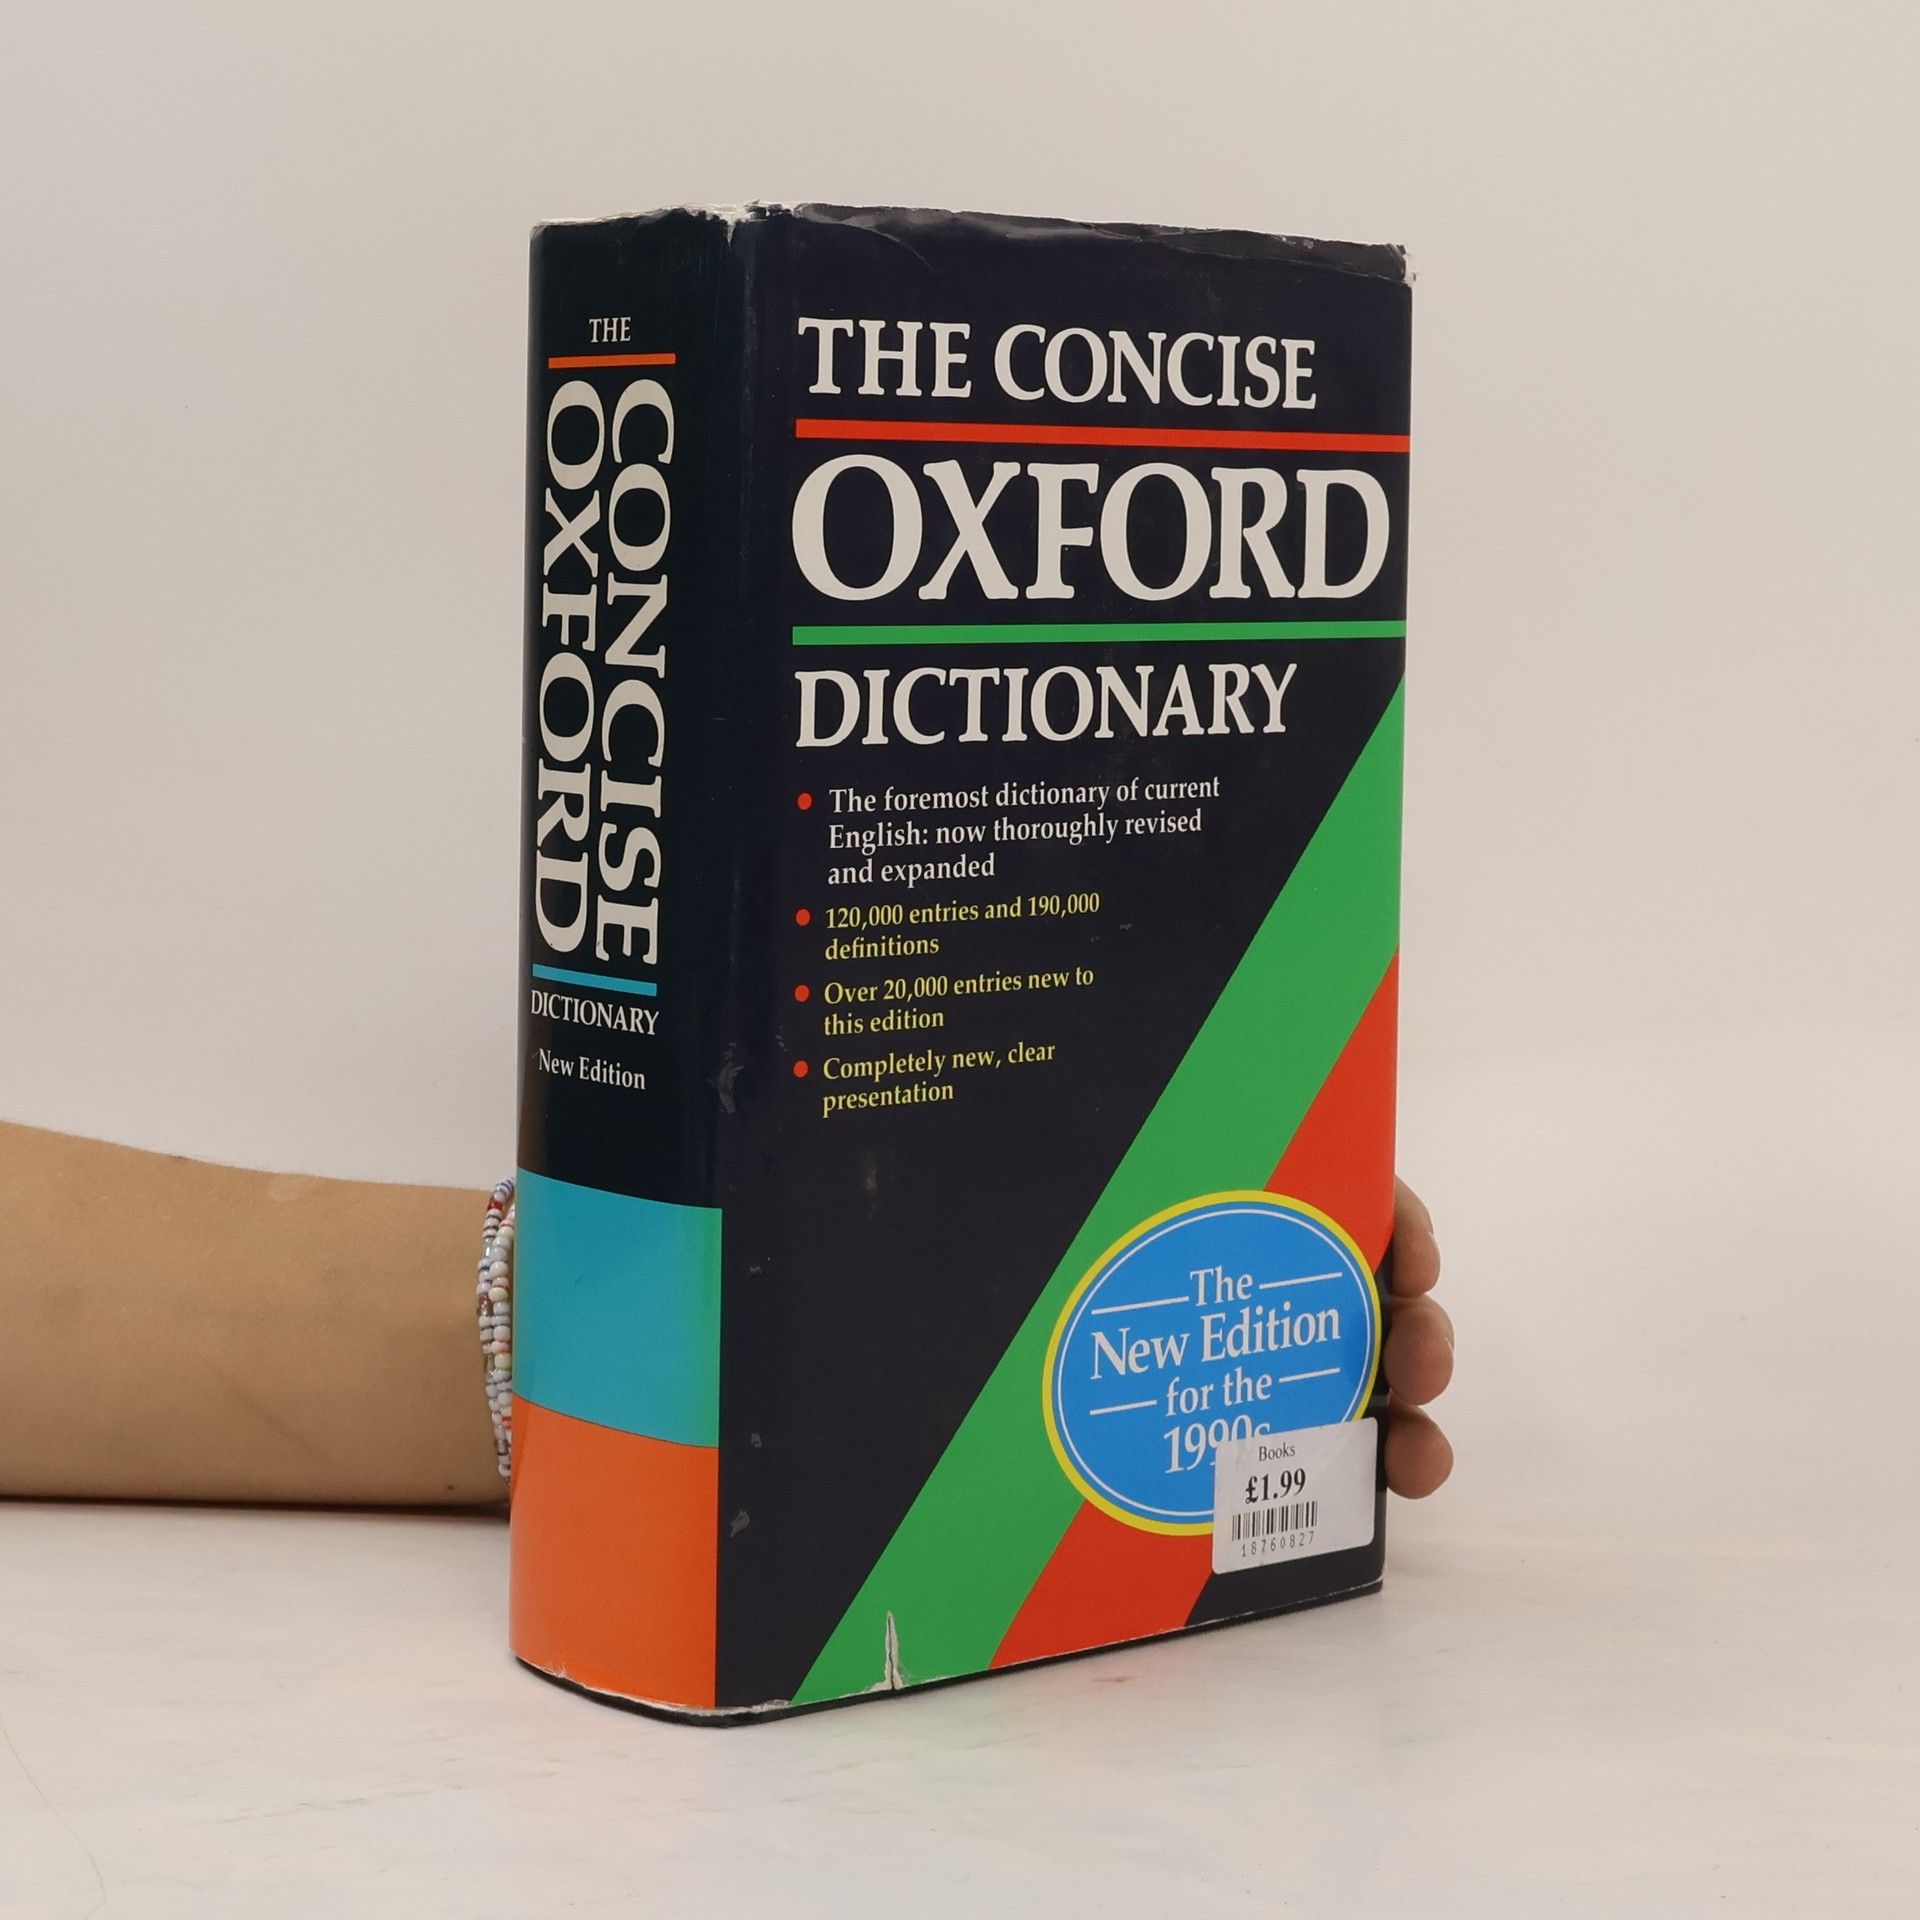 THE
CONCISE
OXFORD
DICTIONARY
New Edition
THE CONCISE
OXFORD
DICTIONARY
The foremost dictionary of current
English: now thoroughly revised
and expanded
120,000 entries and 190,000
definitions
Over 20,000 entries new to
this edition
Completely new, clear
presentation
The
New Edition
for the
1990s
Books
£1.99
18760827